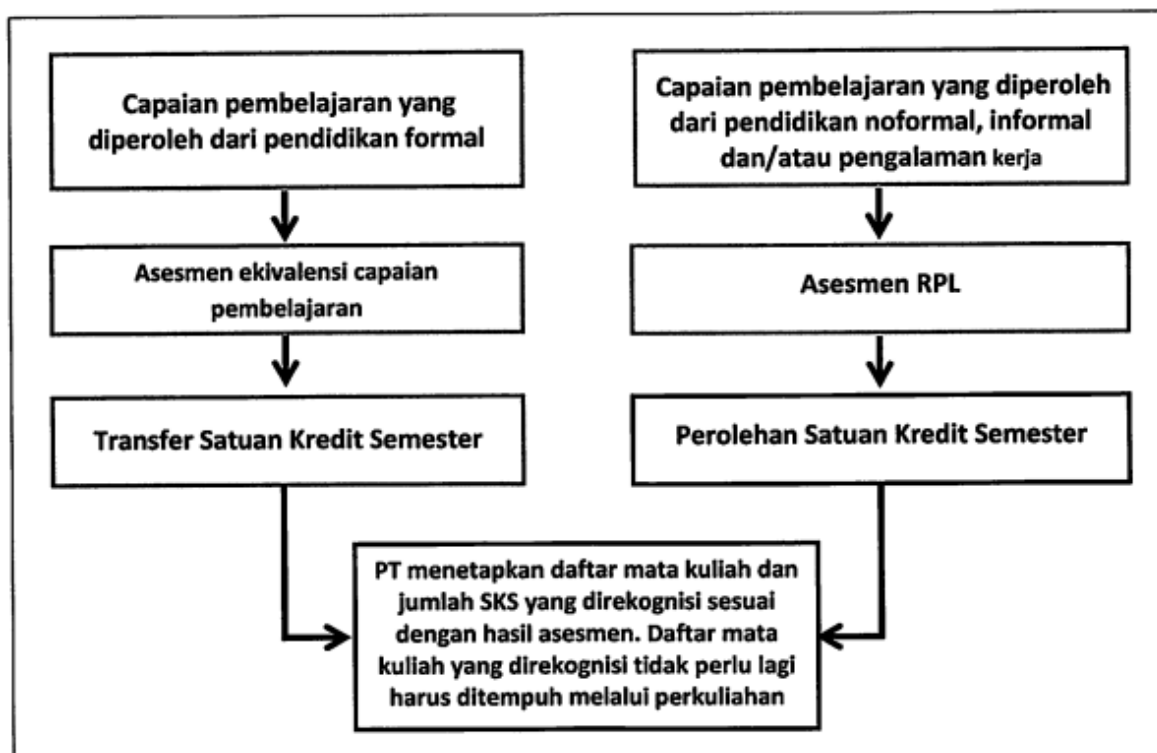 Capaian pembelajaran yang
diperoleh dari pendidikan formal
Asesmen ekivalensi capaian
pembelajaran
Transfer Satuan Kredit Semester
Capaian pembelajaran yang diperoleh
dari pendidikan noformal, informal
dan/atau pengalaman kerja
Asesmen RPL
Perolehan Satuan Kredit Semester
PT menetapkan daftar mata kuliah dan
jumlah SKS yang direkognisi sesuai
dengan hasil asesmen. Daftar mata
kuliah yang direkognisi tidak perlu lagi
harus ditempuh melalui perkuliahan